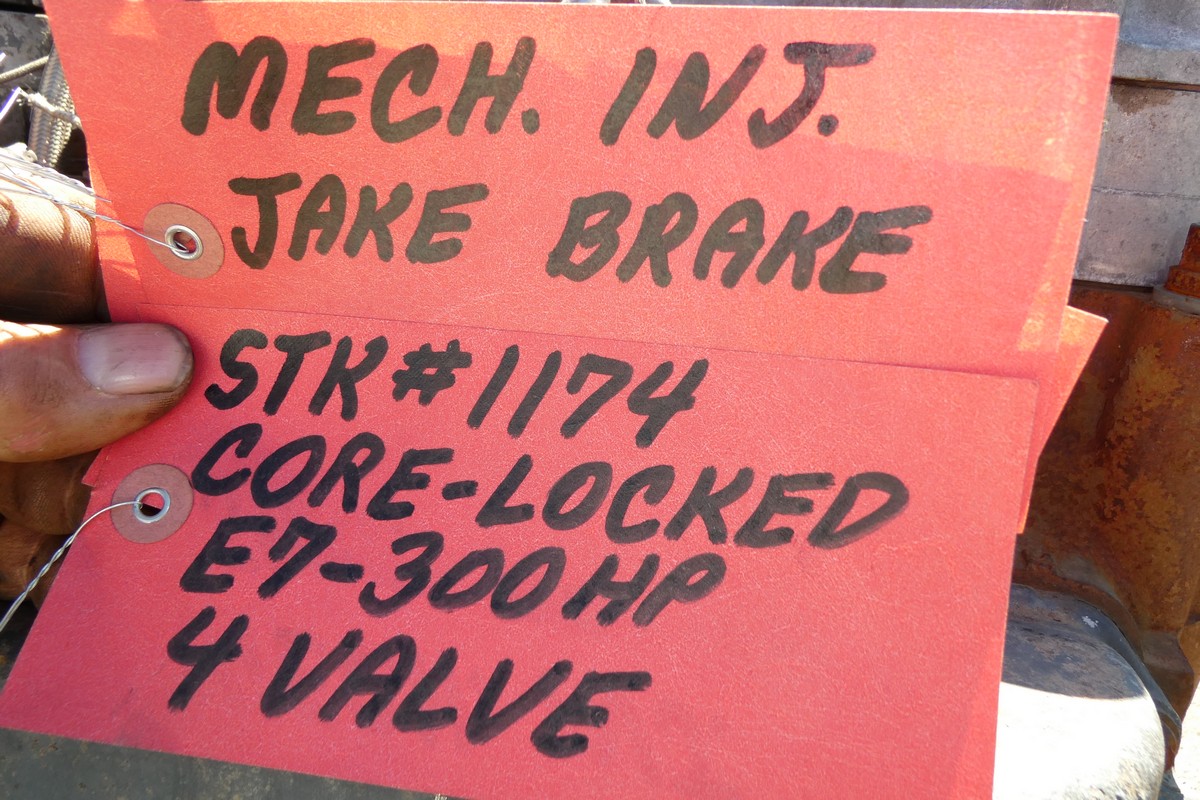 MECH. INJ.
JAKE BRAKE
STK#1174
CORE-LOCKED
E7-300HP
4 VALVE